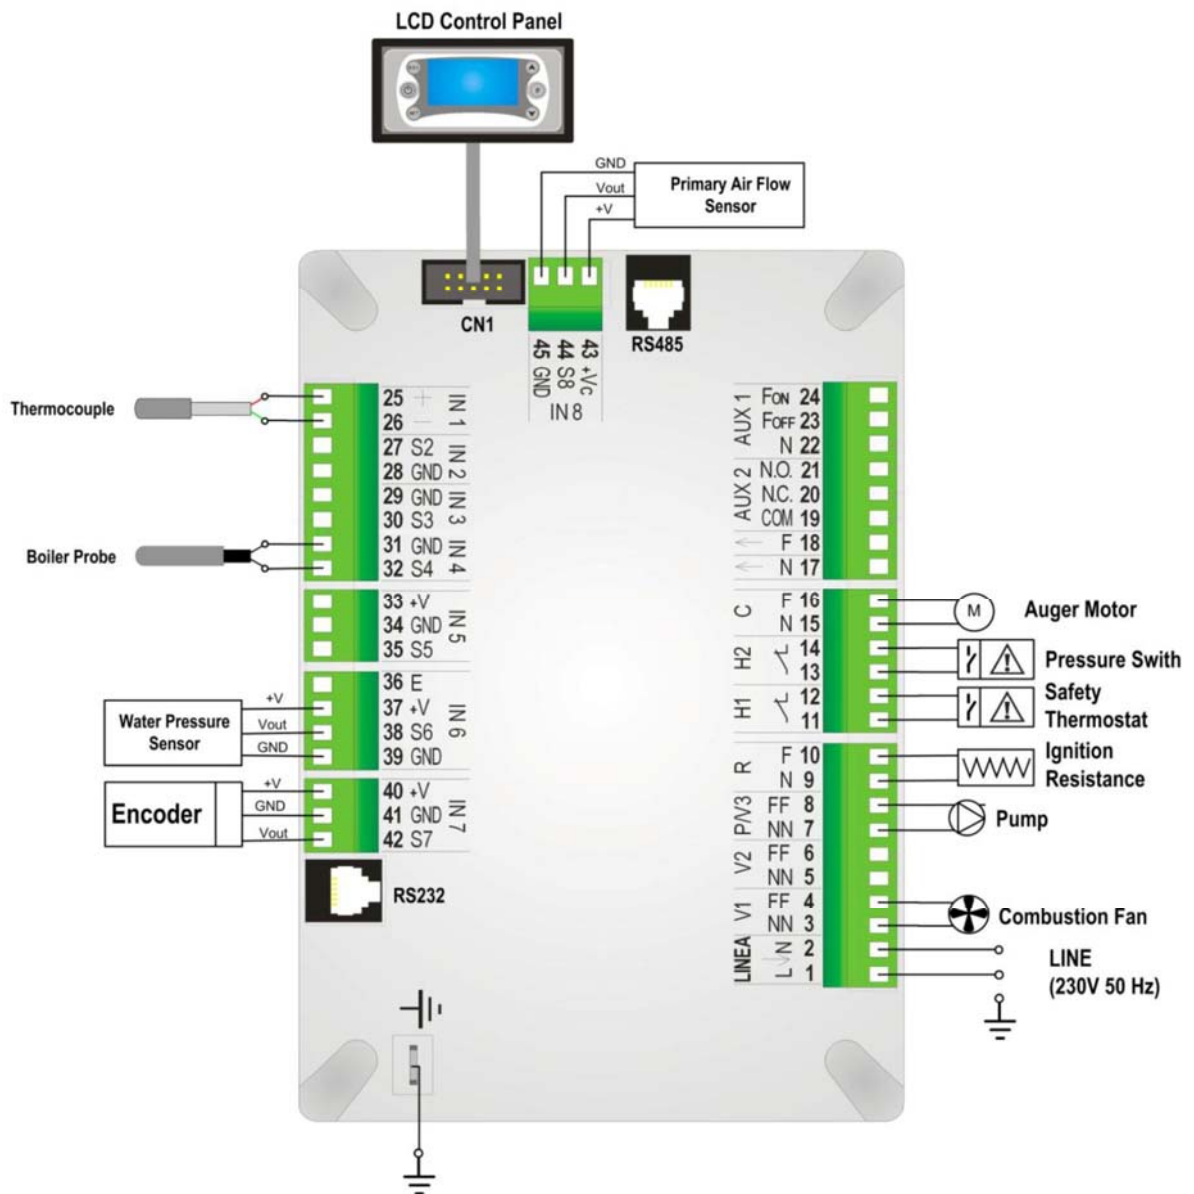 LCD Control Panel
GND
Vout
+V
Primary Air Flow
Sensor
CN1
45 GND
44 S8
43 +Vc
IN 8
RS485
Thermocouple
25 +
26 −
IN 1
27 S2
28 GND
IN 2
29 GND
30 S3
IN 3
Boiler Probe
31 GND
32 S4
IN 4
33 +V
34 GND
35 S5
IN 5
36 E
37 +V
38 S6
39 GND
IN 6
Water Pressure
Sensor
+V
Vout
GND
40 +V
41 GND
42 S7
IN 7
Encoder
+V
GND
Vout
RS232
AUX 1
FON 24
FOFF 23
N 22
AUX 2
N.O. 21
N.C. 20
COM 19
← F 18
← N 17
C
F 16
N 15
M
Auger Motor
H2
14
13
Pressure Swith
H1
12
11
Safety
Thermostat
R
F 10
N 9
Ignition
Resistance
P/V3
FF 8
NN 7
Pump
V2
FF 6
NN 5
V1
FF 4
NN 3
Combustion Fan
LINEA
N 2
L 1
LINE
(230V 50 Hz)